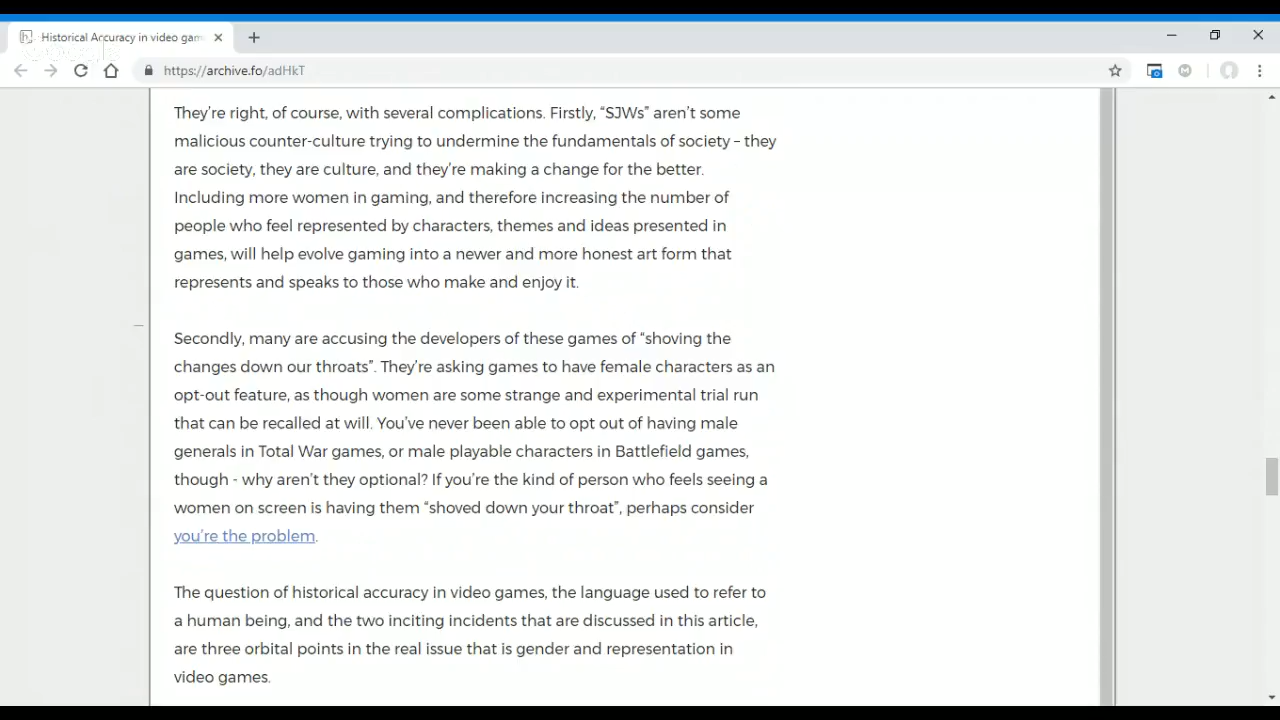 Historical Accuracy in video gam
https://archive.fo/adHkT
They’re right, of course, with several complications. Firstly, “SJWs” aren’t some
malicious counter-culture trying to undermine the fundamentals of society – they
are society, they are culture, and they’re making a change for the better.
Including more women in gaming, and therefore increasing the number of
people who feel represented by characters, themes and ideas presented in
games, will help evolve gaming into a newer and more honest art form that
represents and speaks to those who make and enjoy it.
Secondly, many are accusing the developers of these games of “shoving the
changes down our throats”. They’re asking games to have female characters as an
opt-out feature, as though women are some strange and experimental trial run
that can be recalled at will. You’ve never been able to opt out of having male
generals in Total War games, or male playable characters in Battlefield games,
though - why aren’t they optional? If you’re the kind of person who feels seeing a
women on screen is having them “shoved down your throat”, perhaps consider
you’re the problem.
The question of historical accuracy in video games, the language used to refer to
a human being, and the two inciting incidents that are discussed in this article,
are three orbital points in the real issue that is gender and representation in
video games.